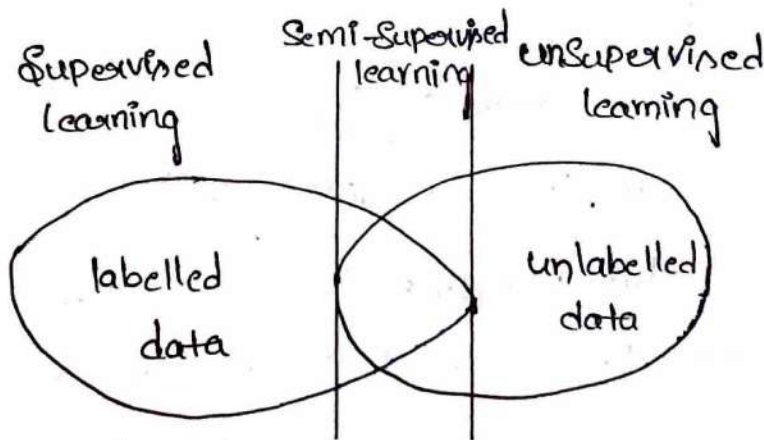 Supervised
learning
Semi-Supervised
learning
unSupervised
learning
labelled
data
unlabelled
data